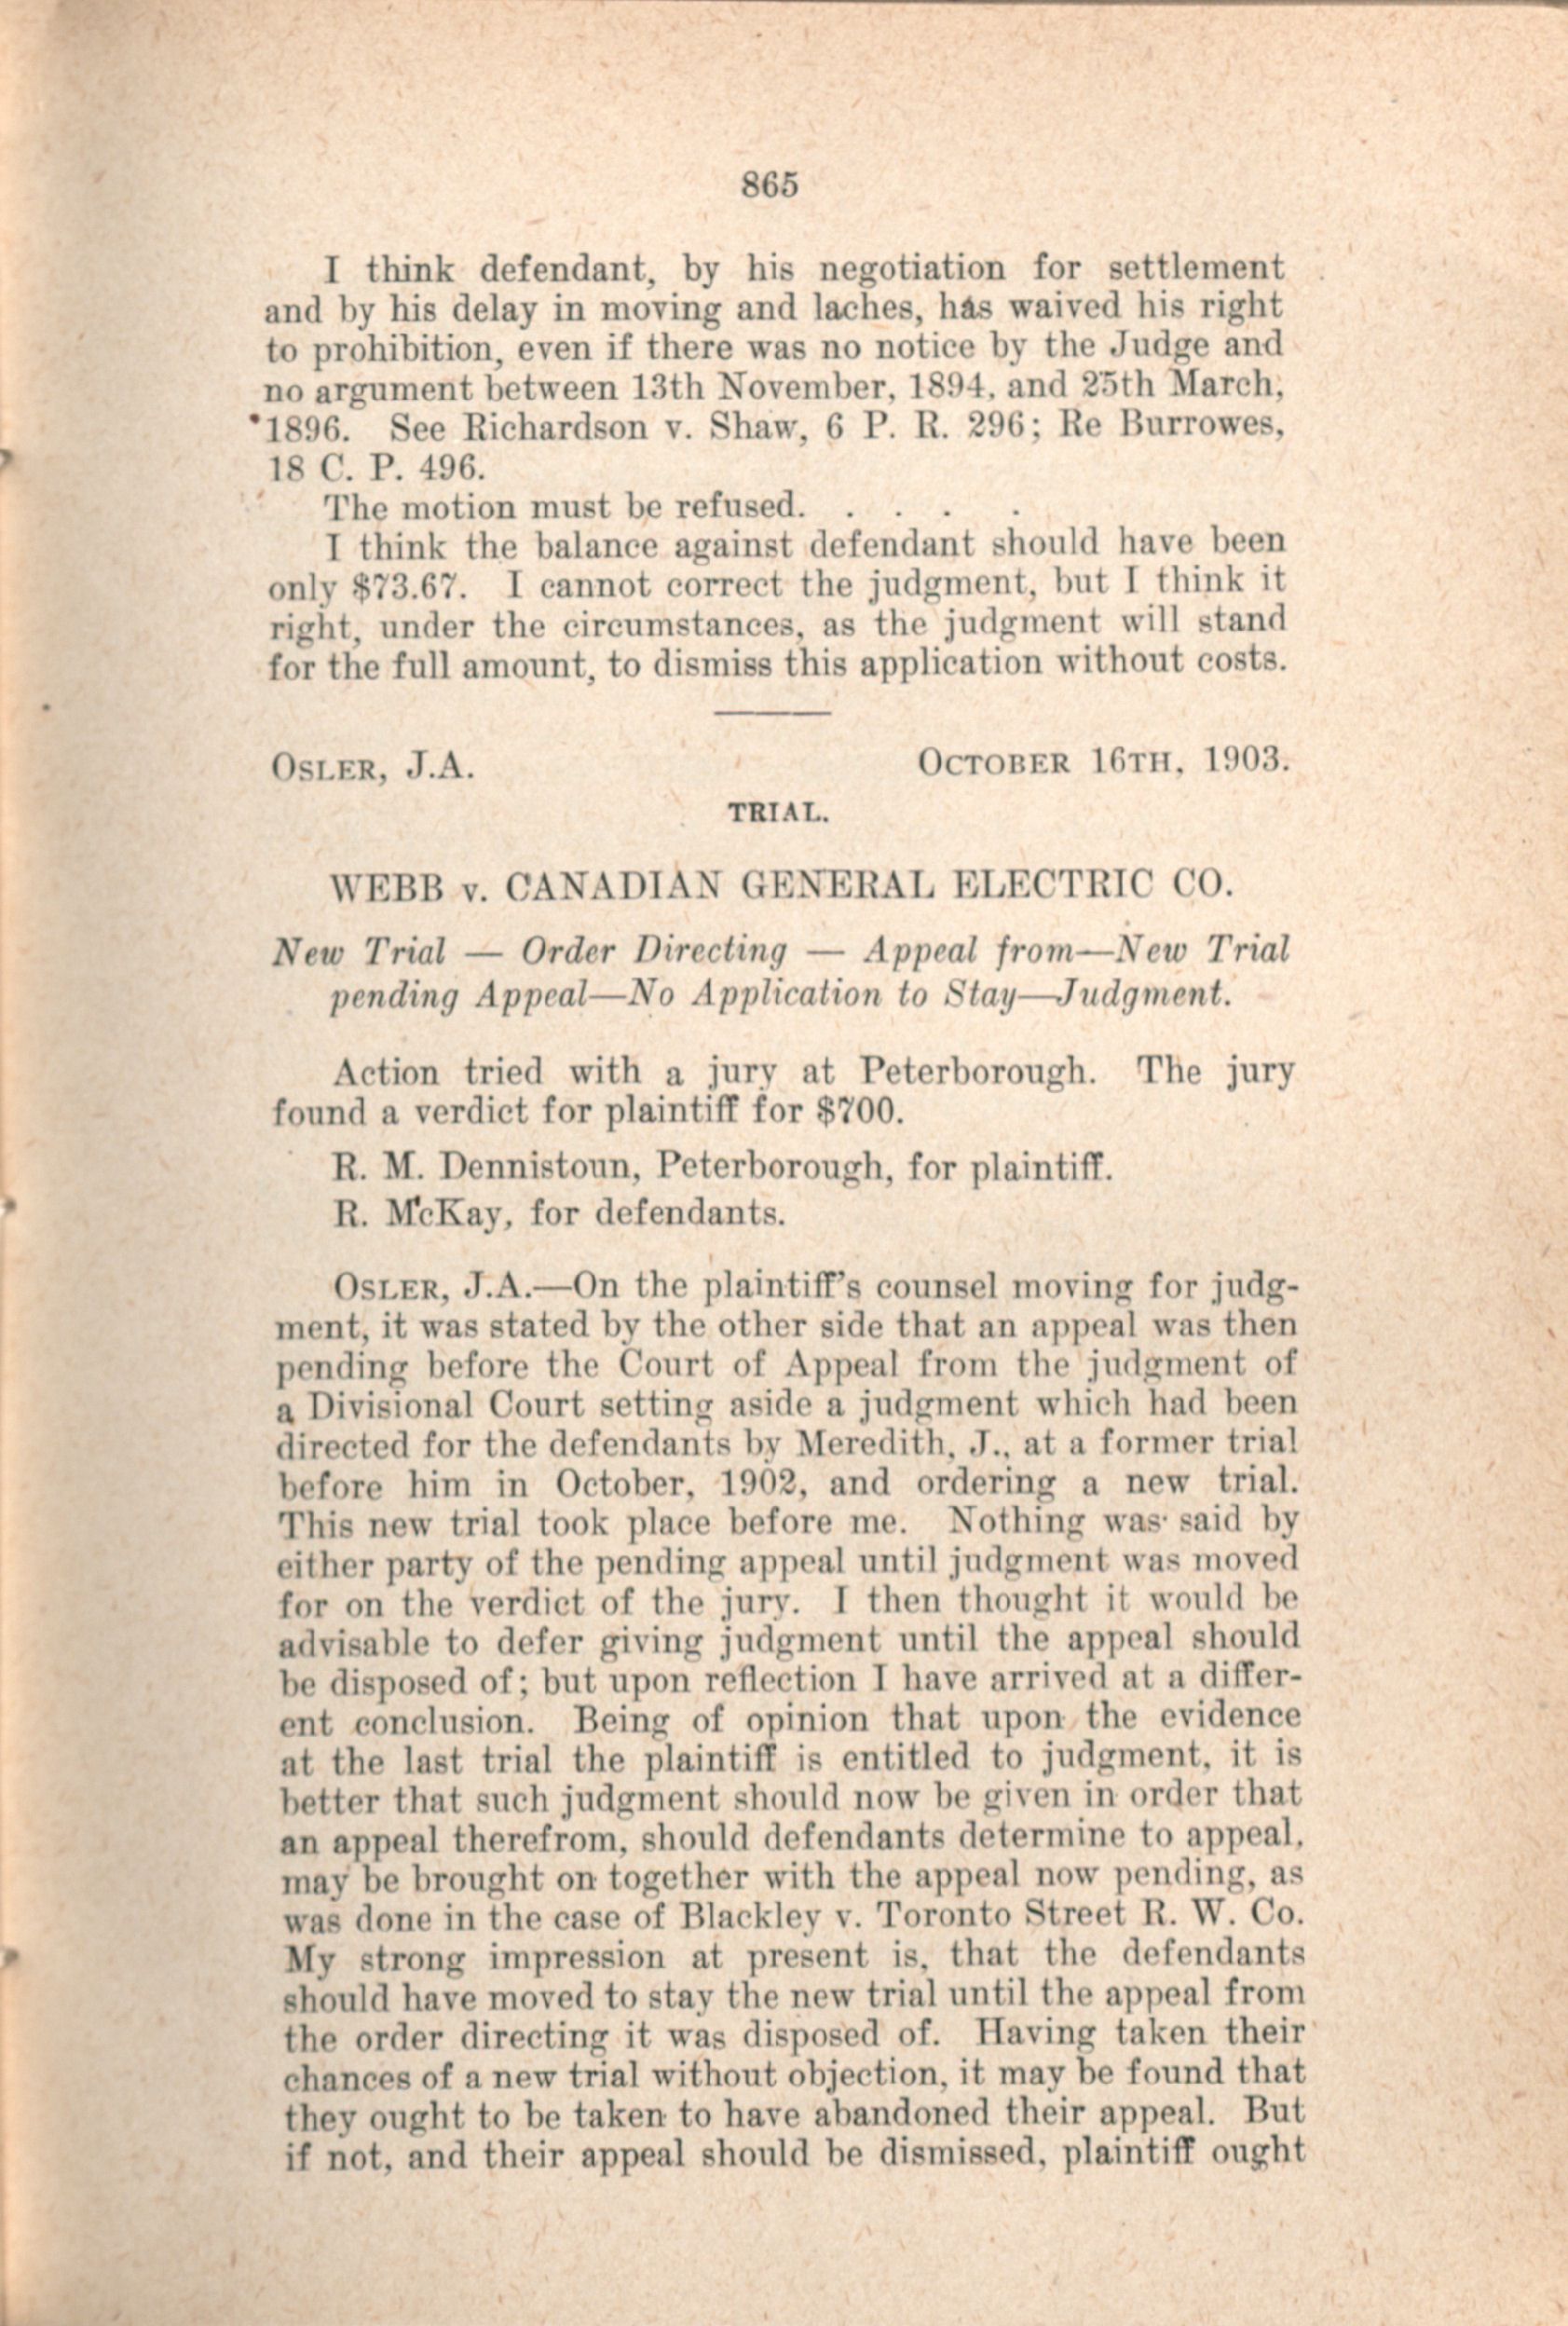 865
I think defendant, by his negotiation for settlement
and by his delay in moving and laches, has waived his right
to prohibition, even if there was no notice by the Judge and
no argument between 13th November, 1894, and 25th March,
1896. See Richardson v. Shaw, 6 P. R. 296; Re Burrowes,
18 C. P. 496.
The motion must be refused. . . . .
I think the balance against defendant should have been
only $73.67. I cannot correct the judgment, but I think it
right, under the circumstances, as the judgment will stand
for the full amount, to dismiss this application without costs.
OSLER, J.A. OCTOBER 16TH, 1903.
TRIAL.
WEBB v. CANADIAN GENERAL ELECTRIC CO.
New Trial — Order Directing — Appeal from—New Trial
pending Appeal—No Application to Stay—Judgment.
Action tried with a jury at Peterborough. The jury
found a verdict for plaintiff for $700.
R. M. Dennistoun, Peterborough, for plaintiff.
R. McKay, for defendants.
OSLER, J.A.—On the plaintiff's counsel moving for judg-
ment, it was stated by the other side that an appeal was then
pending before the Court of Appeal from the judgment of
a Divisional Court setting aside a judgment which had been
directed for the defendants by Meredith, J., at a former trial
before him in October, 1902, and ordering a new trial.
This new trial took place before me. Nothing was said by
either party of the pending appeal until judgment was moved
for on the verdict of the jury. I then thought it would be
advisable to defer giving judgment until the appeal should
be disposed of; but upon reflection I have arrived at a differ-
ent conclusion. Being of opinion that upon the evidence
at the last trial the plaintiff is entitled to judgment, it is
better that such judgment should now be given in order that
an appeal therefrom, should defendants determine to appeal,
may be brought on together with the appeal now pending, as
was done in the case of Blackley v. Toronto Street R. W. Co.
My strong impression at present is, that the defendants
should have moved to stay the new trial until the appeal from
the order directing it was disposed of. Having taken their
chances of a new trial without objection, it may be found that
they ought to be taken to have abandoned their appeal. But
if not, and their appeal should be dismissed, plaintiff ought